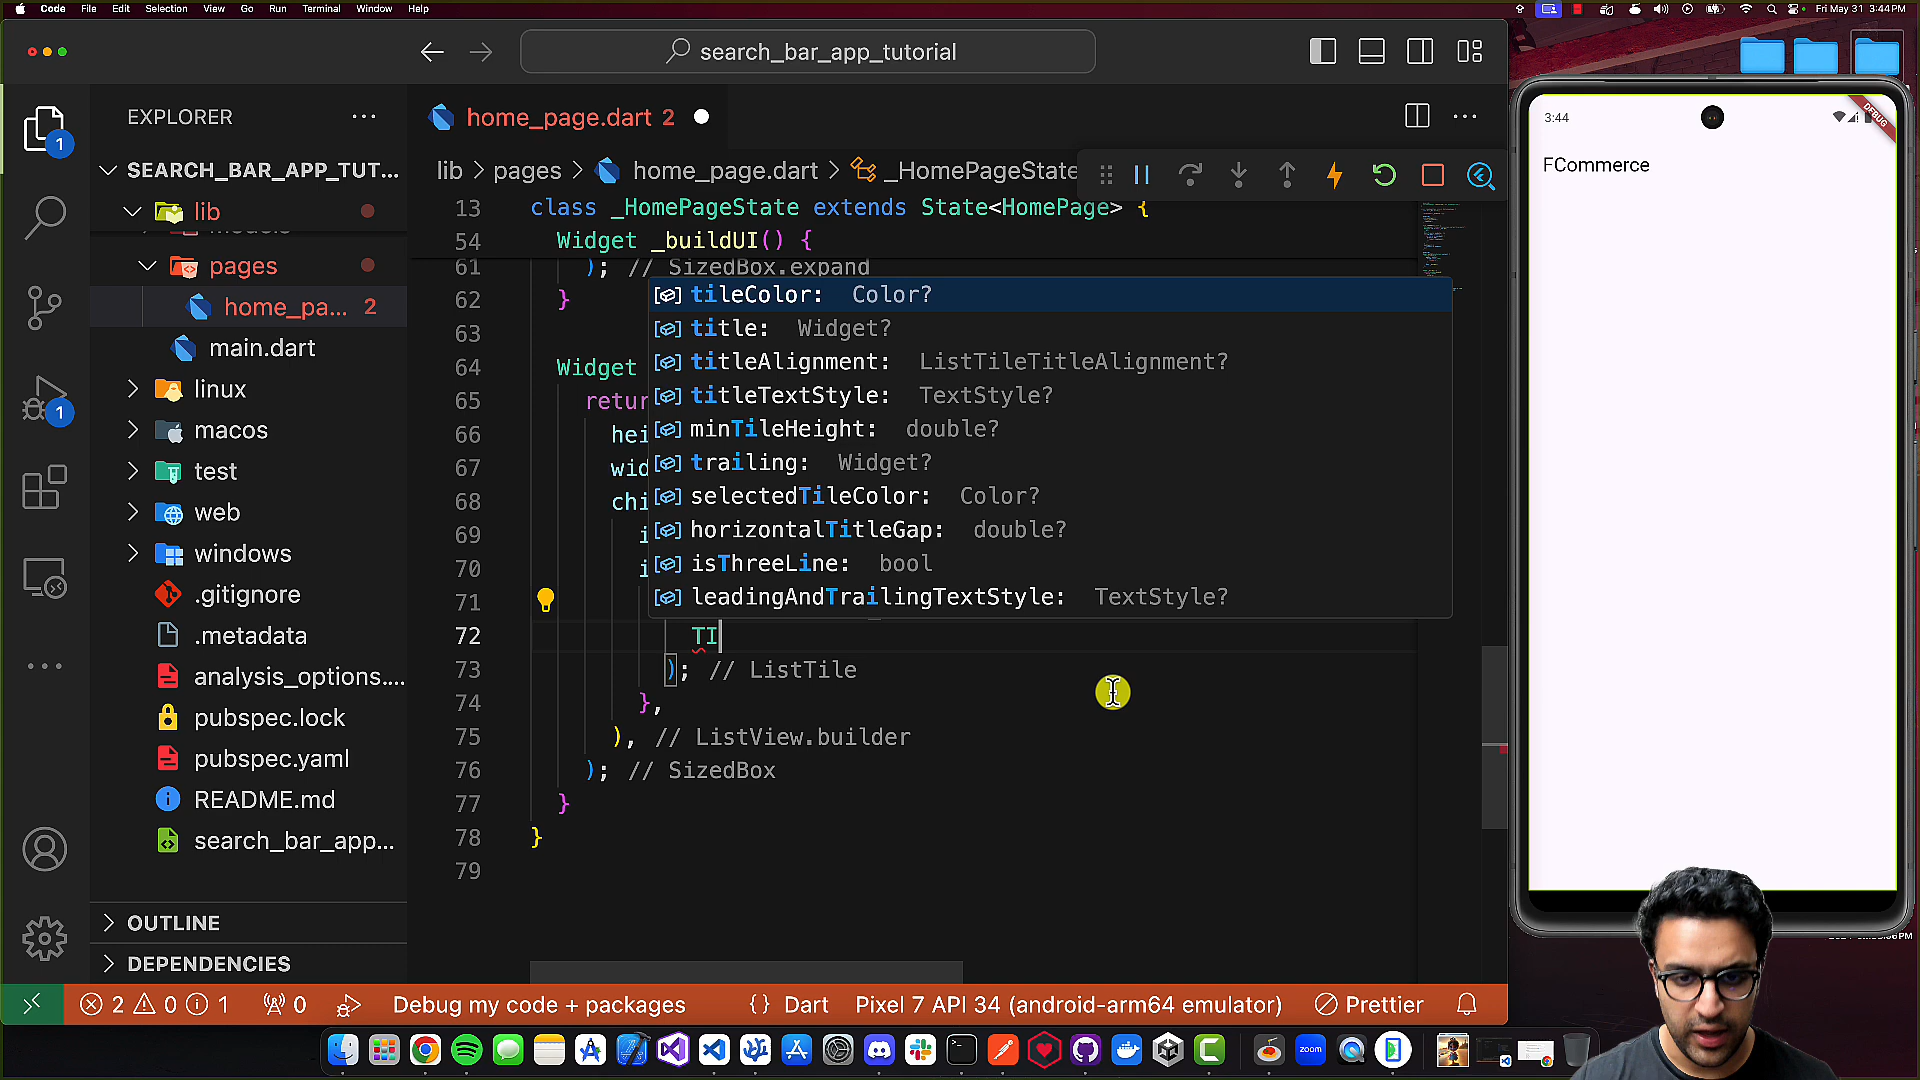 Code File Edit Selection View Go Run Terminal Window Help
Fri May 31 3:44PM
search_bar_app_tutorial
EXPLORER
SEARCH_BAR_APP_TUT...
lib
pages
home_pa... 2
main.dart
linux
macos
test
web
windows
.gitignore
.metadata
analysis_options....
pubspec.lock
pubspec.yaml
README.md
search_bar_app...
OUTLINE
DEPENDENCIES
1
1
home_page.dart 2
lib > pages > home_page.dart > _HomePageState
13 class _HomePageState extends State<HomePage> {
54 Widget _buildUI() {
61 ); // SizedBox.expand
62 }
63
64 Widget
65 retur
66 hei
67 wid
68 chi
69 i
70 i
71
72 TI
73 ); // ListTile
74 },
75 ), // ListView.builder
76 ); // SizedBox
77 }
78 }
79
tileColor: Color?
title: Widget?
titleAlignment: ListTileTitleAlignment?
titleTextStyle: TextStyle?
minTileHeight: double?
trailing: Widget?
selectedTileColor: Color?
horizontalTitleGap: double?
isThreeLine: bool
leadingAndTrailingTextStyle: TextStyle?
2 0 1 0 Debug my code + packages {} Dart Pixel 7 API 34 (android-arm64 emulator) Prettier
3:44
DEBUG
FCommerce
zoom